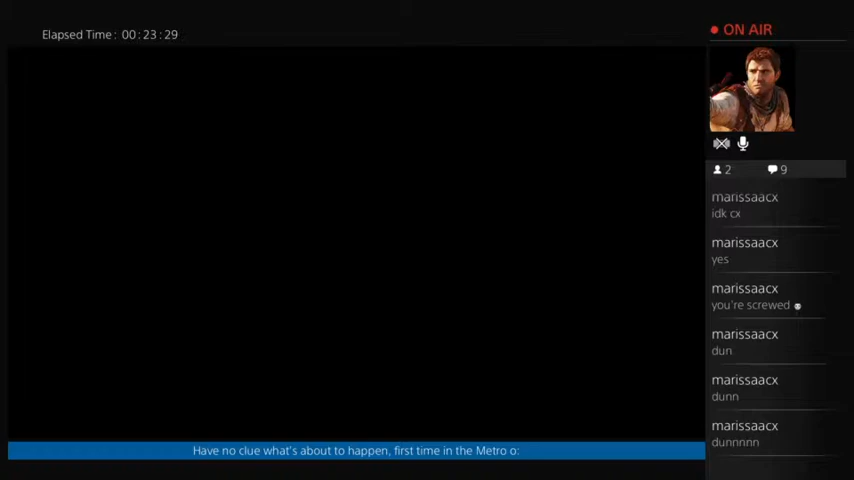 Elapsed Time: 00:23:29
ON AIR
2 9
marissaacx
idk cx
marissaacx
yes
marissaacx
you're screwed
marissaacx
dun
marissaacx
dunn
marissaacx
dunnnnn
Have no clue what's about to happen, first time in the Metro o: